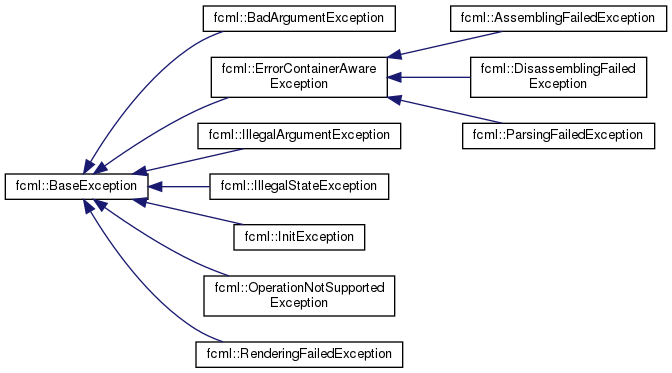 fcml::BadArgumentException
fcml::AssemblingFailedException
fcml::ErrorContainerAware
Exception
fcml::DisassemblingFailed
Exception
fcml::ParsingFailedException
fcml::IllegalArgumentException
fcml::BaseException
fcml::IllegalStateException
fcml::InitException
fcml::OperationNotSupported
Exception
fcml::RenderingFailedException